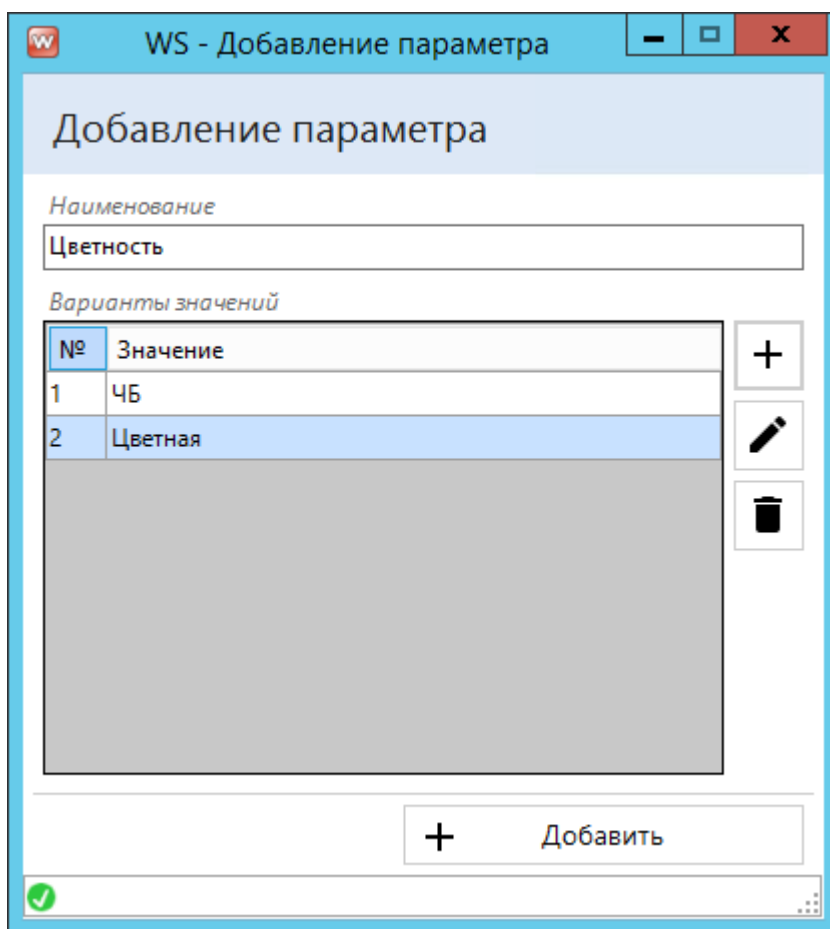 WS - Добавление параметра
Добавление параметра
Наименование
Цветность
Варианты значений
№ Значение
1 ЧБ
2 Цветная
Добавить